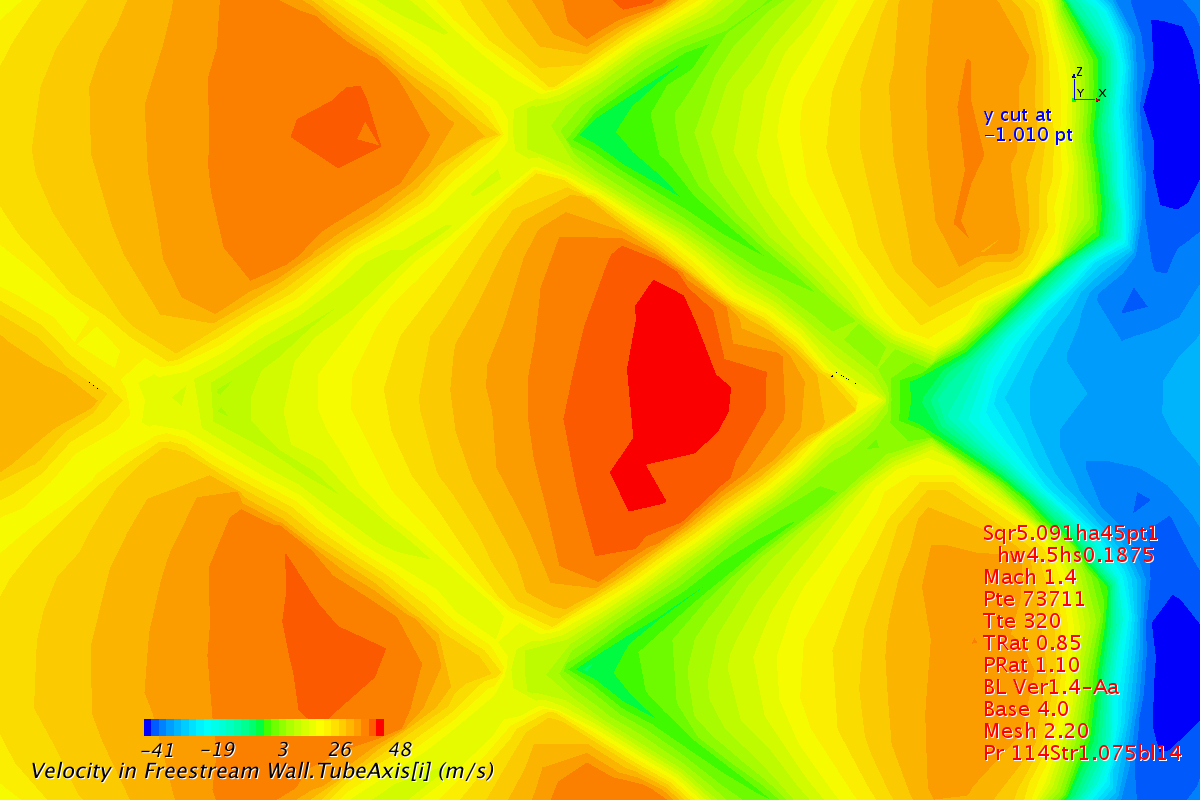 Z
Y X
y cut at
−1.010 pt
Sqr5.091ha45pt1
hw4.5hs0.1875
Mach 1.4
Pte 73711
Tte 320
TRat 0.85
PRat 1.10
BL Ver1.4−Aa
Base 4.0
Mesh 2.20
Pr 114Str1.075bl14
−41 −19 3 26 48
Velocity in Freestream Wall.TubeAxis[i] (m/s)